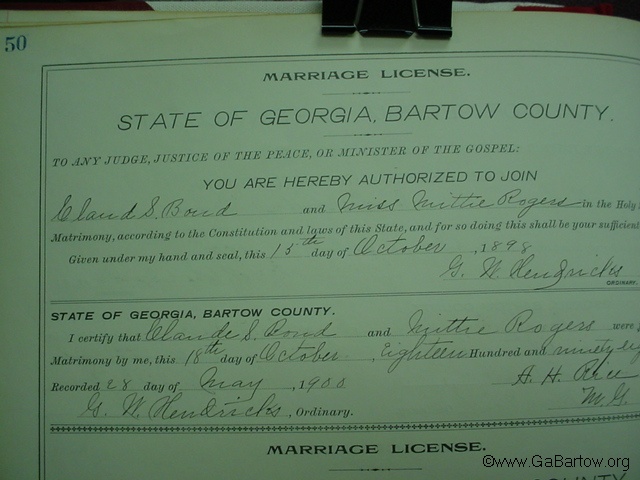 50
MARRIAGE LICENSE.
STATE OF GEORGIA, BARTOW COUNTY.
TO ANY JUDGE, JUSTICE OF THE PEACE, OR MINISTER OF THE GOSPEL:
YOU ARE HEREBY AUTHORIZED TO JOIN
Claud S. Bond and Miss Mittie Rogers in the Holy
Matrimony, according to the Constitution and laws of this State, and for so doing this shall be your sufficient
Given under my hand and seal, this 15th day of October, 1898
G. W. Hendricks
ORDINARY.
STATE OF GEORGIA, BARTOW COUNTY.
I certify that Claude S. Bond and Mittie Rogers were
Matrimony by me, this 18th day of October. Eighteen Hundred and ninety
Recorded 28 day of May, 1900 A. H. Rice
G. W. Hendricks, Ordinary. M. G.
MARRIAGE LICENSE.
©www.GaBartow.org